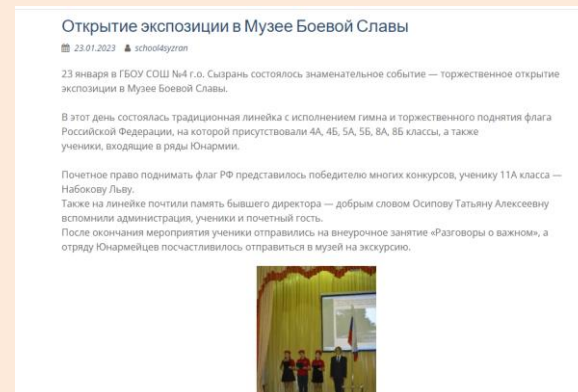 Открытие экспозиции в Музее Боевой Славы
23.01.2023 school4syzran
23 января в ГБОУ СОШ №4 г.о. Сызрань состоялось знаменательное событие — торжественное открытие
экспозиции в Музее Боевой Славы.
В этот день состоялась традиционная линейка с исполнением гимна и торжественного поднятия флага
Российской Федерации, на которой присутствовали 4А, 4Б, 5А, 5Б, 8А, 8Б классы, а также
ученики, входящие в ряды Юнармии.
Почетное право поднимать флаг РФ представилось победителю многих конкурсов, ученику 11А класса —
Набокову Льву.
Также на линейке почтили память бывшего директора — добрым словом Осипову Татьяну Алексеевну
вспомнили администрация, ученики и почетный гость.
После окончания мероприятия ученики отправились на внеурочное занятие «Разговоры о важном», а
отряду Юнармейцев посчастливилось отправиться в музей на экскурсию.